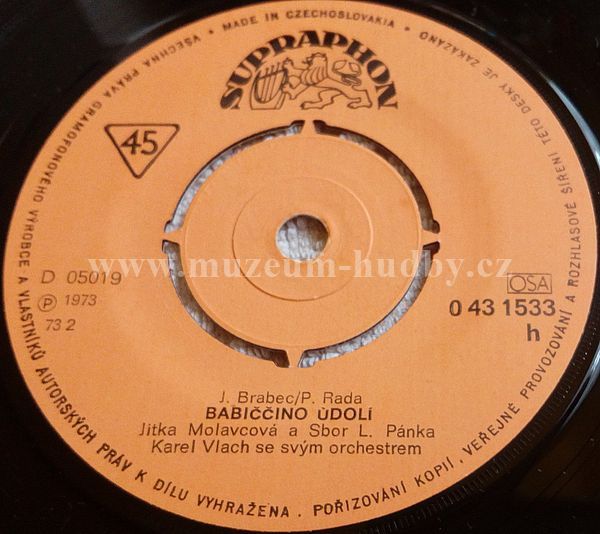 VŠECHNA PRÁVA GRAMOFONOVÉHO VÝROBCE A VLASTNÍKŮ AUTORSKÝCH PRÁV K DÍLU VYHRAŽENA. POŘIZOVÁNÍ KOPIÍ, VEŘEJNÉ PROVOZOVÁNÍ A ROZHLASOVÉ ŠÍŘENÍ TÉTO DESKY JE ZAKÁZÁNO • MADE IN CZECHOSLOVAKIA •
SUPRAPHON
45
www.muzeum-hudby.cz
D 05019
Ⓟ 1973
73 2
OSA
0 43 1533
h
J. Brabec/P. Rada
BABIČČINO ÚDOLÍ
Jitka Molavcová a Sbor L. Pánka
Karel Vlach se svým orchestrem